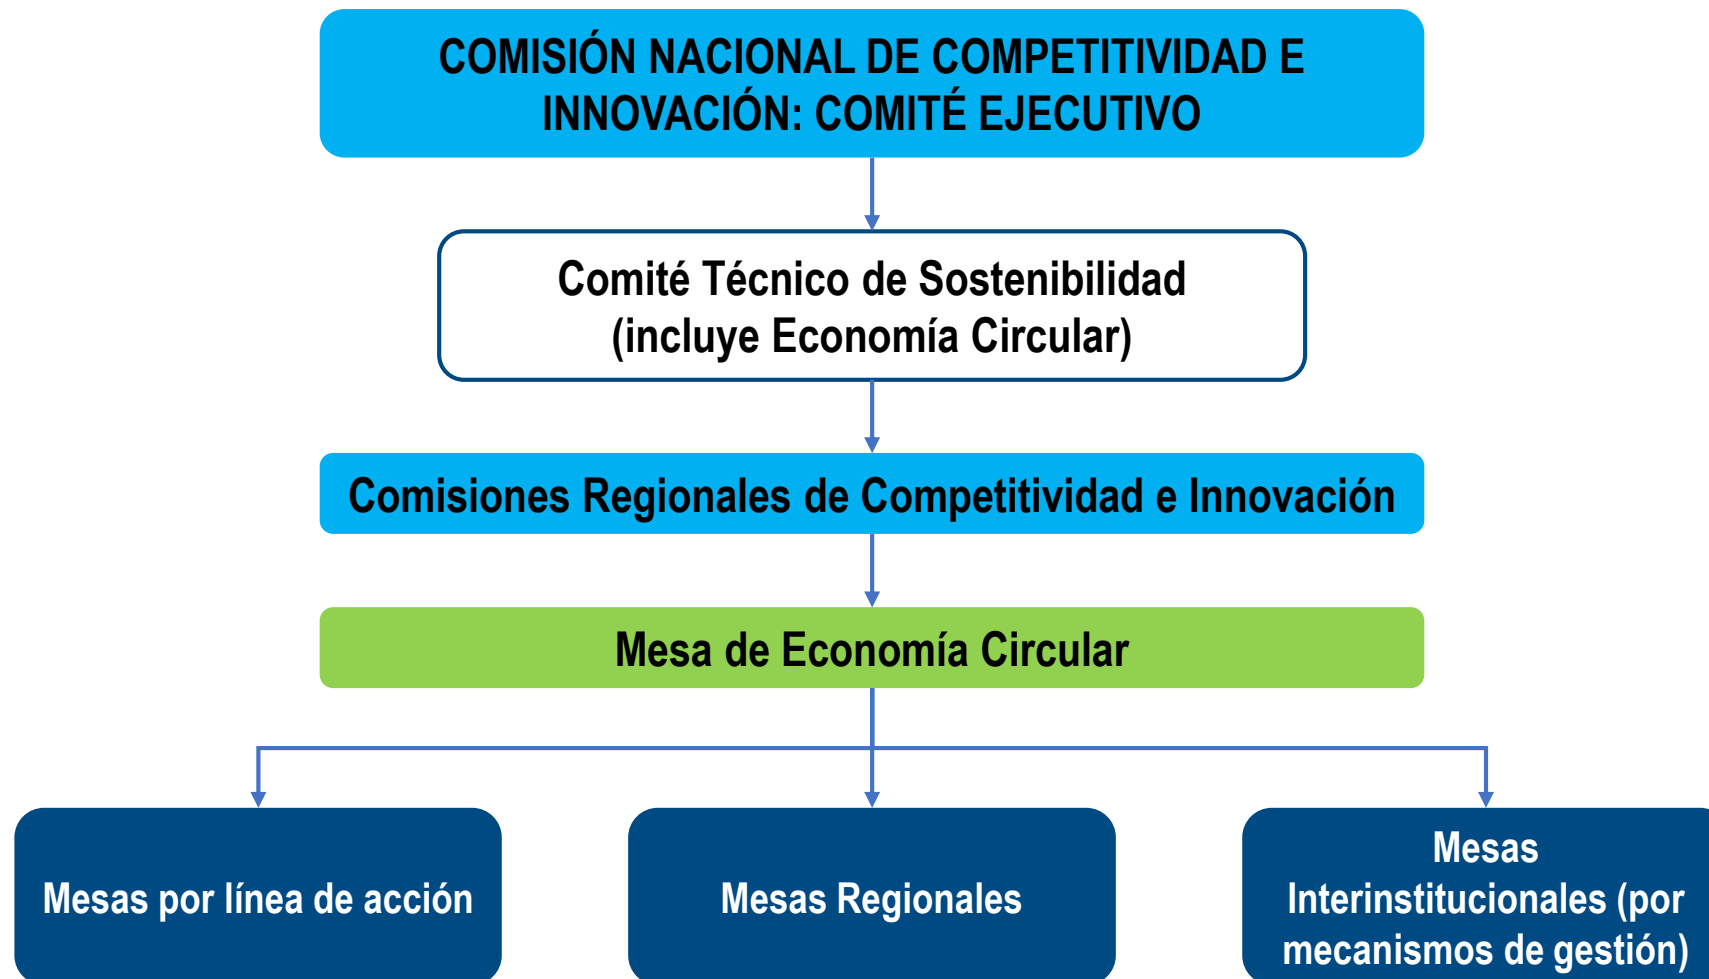 COMISIÓN NACIONAL DE COMPETITIVIDAD E
INNOVACIÓN: COMITÉ EJECUTIVO
Comité Técnico de Sostenibilidad
(incluye Economía Circular)
Comisiones Regionales de Competitividad e Innovación
Mesa de Economía Circular
Mesas por línea de acción
Mesas Regionales
Mesas
Interinstitucionales (por
mecanismos de gestión)